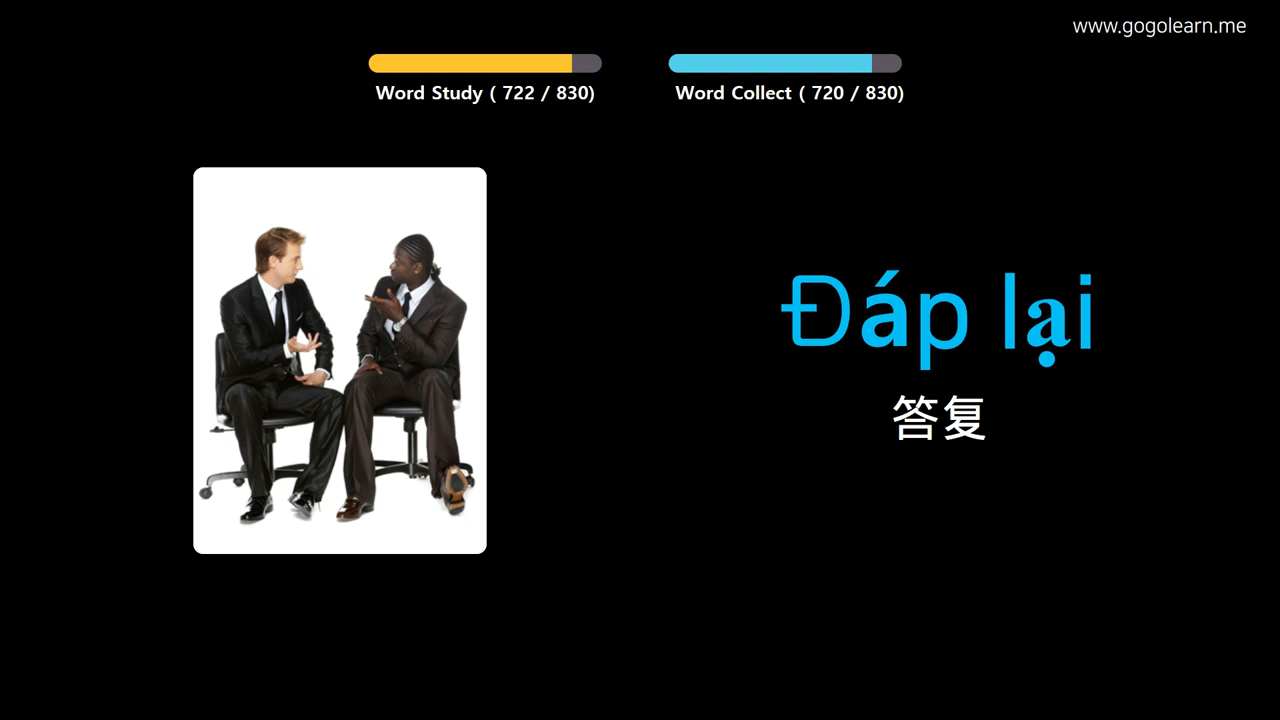 www.gogolearn.me
Word Study ( 722 / 830)
Word Collect ( 720 / 830)
Đáp lại
答复